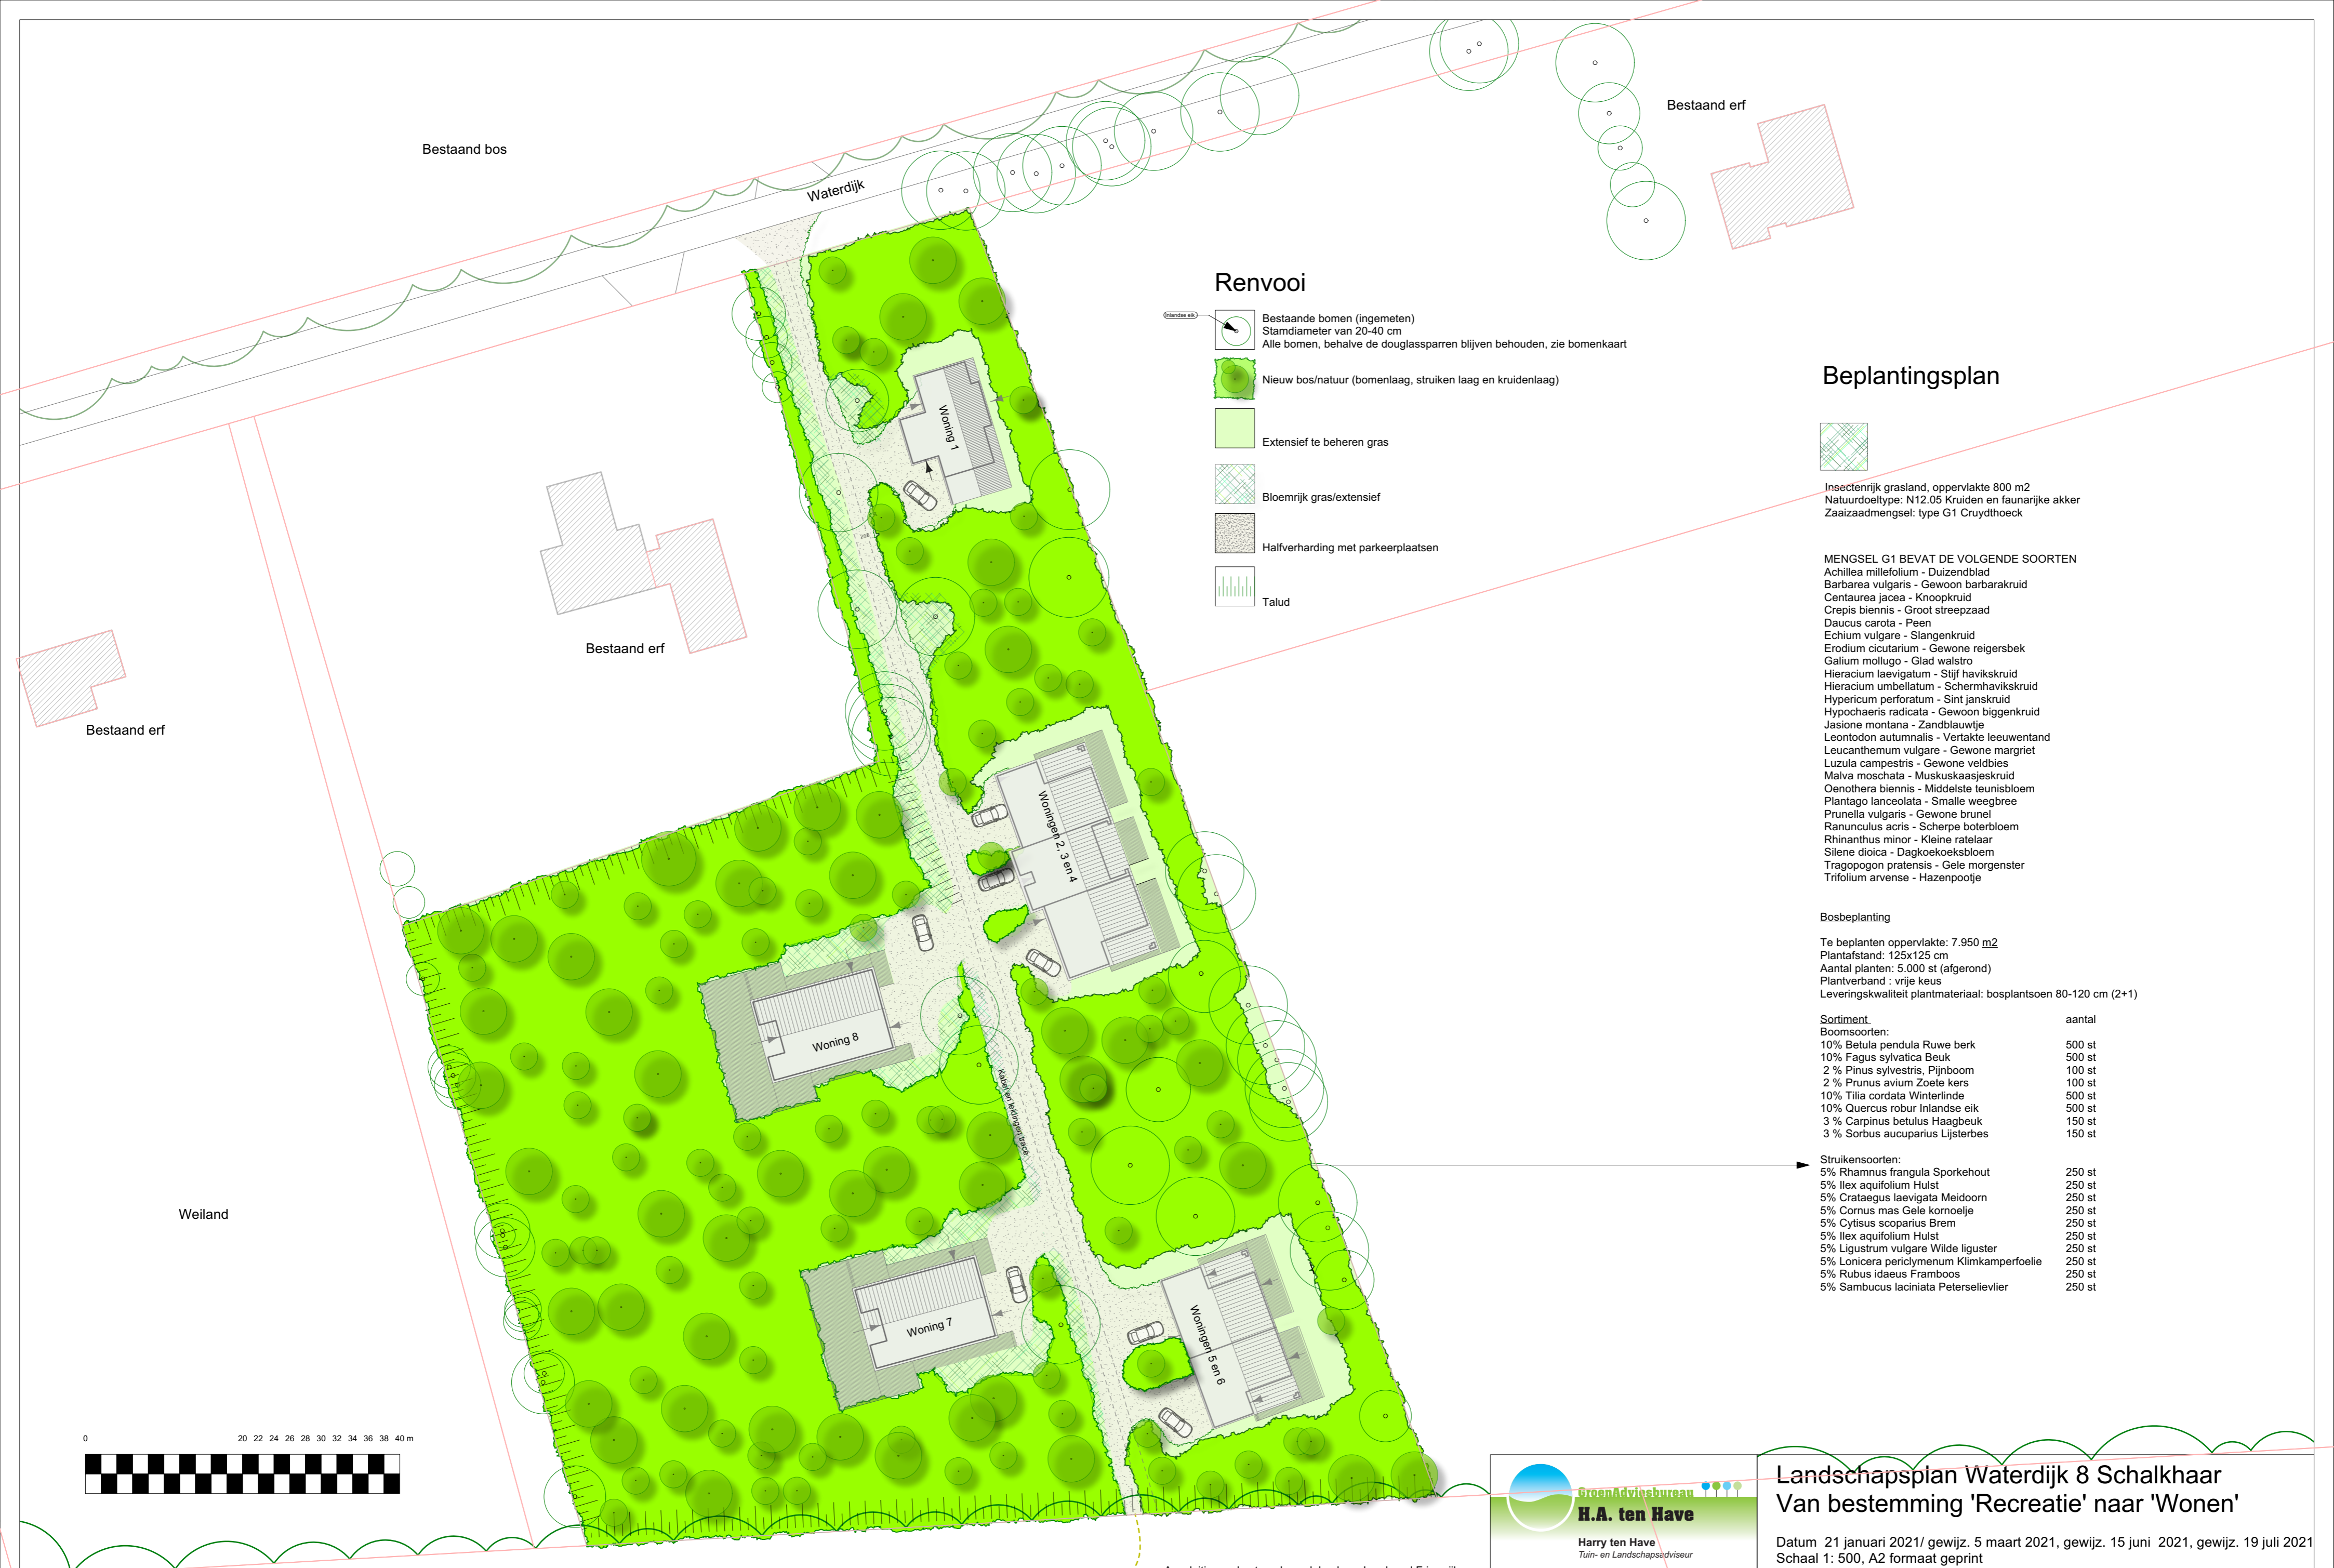 Bestaand bos
Waterdijk
Bestaand erf
Renvooi
Inlandse eik
Bestaande bomen (ingemeten)
Stamdiameter van 20-40 cm
Alle bomen, behalve de douglassparren blijven behouden, zie bomenkaart
Nieuw bos/natuur (bomenlaag, struiken laag en kruidenlaag)
Extensief te beheren gras
Bloemrijk gras/extensief
Halfverharding met parkeerplaatsen
Talud
Woning 1
Bestaand erf
Bestaand erf
Woningen 2, 3 en 4
Woning 8
Kabel en leidingen tracé
Weiland
Woning 7
Woningen 5 en 6
0 20 22 24 26 28 30 32 34 36 38 40 m
Beplantingsplan
Insectenrijk grasland, oppervlakte 800 m2
Natuurdoeltype: N12.05 Kruiden en faunarijke akker
Zaaizaadmengsel: type G1 Cruydthoeck
MENGSEL G1 BEVAT DE VOLGENDE SOORTEN
Achillea millefolium - Duizendblad
Barbarea vulgaris - Gewoon barbarakruid
Centaurea jacea - Knoopkruid
Crepis biennis - Groot streepzaad
Daucus carota - Peen
Echium vulgare - Slangenkruid
Erodium cicutarium - Gewone reigersbek
Galium mollugo - Glad walstro
Hieracium laevigatum - Stijf havikskruid
Hieracium umbellatum - Schermhavikskruid
Hypericum perforatum - Sint janskruid
Hypochaeris radicata - Gewoon biggenkruid
Jasione montana - Zandblauwtje
Leontodon autumnalis - Vertakte leeuwentand
Leucanthemum vulgare - Gewone margriet
Luzula campestris - Gewone veldbies
Malva moschata - Muskuskaasjeskruid
Oenothera biennis - Middelste teunisbloem
Plantago lanceolata - Smalle weegbree
Prunella vulgaris - Gewone brunel
Ranunculus acris - Scherpe boterbloem
Rhinanthus minor - Kleine ratelaar
Silene dioica - Dagkoekoeksbloem
Tragopogon pratensis - Gele morgenster
Trifolium arvense - Hazenpootje
Bosbeplanting
Te beplanten oppervlakte: 7.950 m2
Plantafstand: 125x125 cm
Aantal planten: 5.000 st (afgerond)
Plantverband : vrije keus
Leveringskwaliteit plantmateriaal: bosplantsoen 80-120 cm (2+1)
Sortiment aantal
Boomsoorten:
10% Betula pendula Ruwe berk 500 st
10% Fagus sylvatica Beuk 500 st
2 % Pinus sylvestris, Pijnboom 100 st
2 % Prunus avium Zoete kers 100 st
10% Tilia cordata Winterlinde 500 st
10% Quercus robur Inlandse eik 500 st
3 % Carpinus betulus Haagbeuk 150 st
3 % Sorbus aucuparius Lijsterbes 150 st
Struikensoorten:
5% Rhamnus frangula Sporkehout 250 st
5% Ilex aquifolium Hulst 250 st
5% Crataegus laevigata Meidoorn 250 st
5% Cornus mas Gele kornoelje 250 st
5% Cytisus scoparius Brem 250 st
5% Ilex aquifolium Hulst 250 st
5% Ligustrum vulgare Wilde liguster 250 st
5% Lonicera periclymenum Klimkamperfoelie 250 st
5% Rubus idaeus Framboos 250 st
5% Sambucus laciniata Peterselievlier 250 st
GroenAdviesbureau
H.A. ten Have
Harry ten Have
Tuin- en Landschapsadviseur
Landschapsplan Waterdijk 8 Schalkhaar
Van bestemming 'Recreatie' naar 'Wonen'
Datum 21 januari 2021/ gewijz. 5 maart 2021, gewijz. 15 juni 2021, gewijz. 19 juli 2021
Schaal 1: 500, A2 formaat geprint